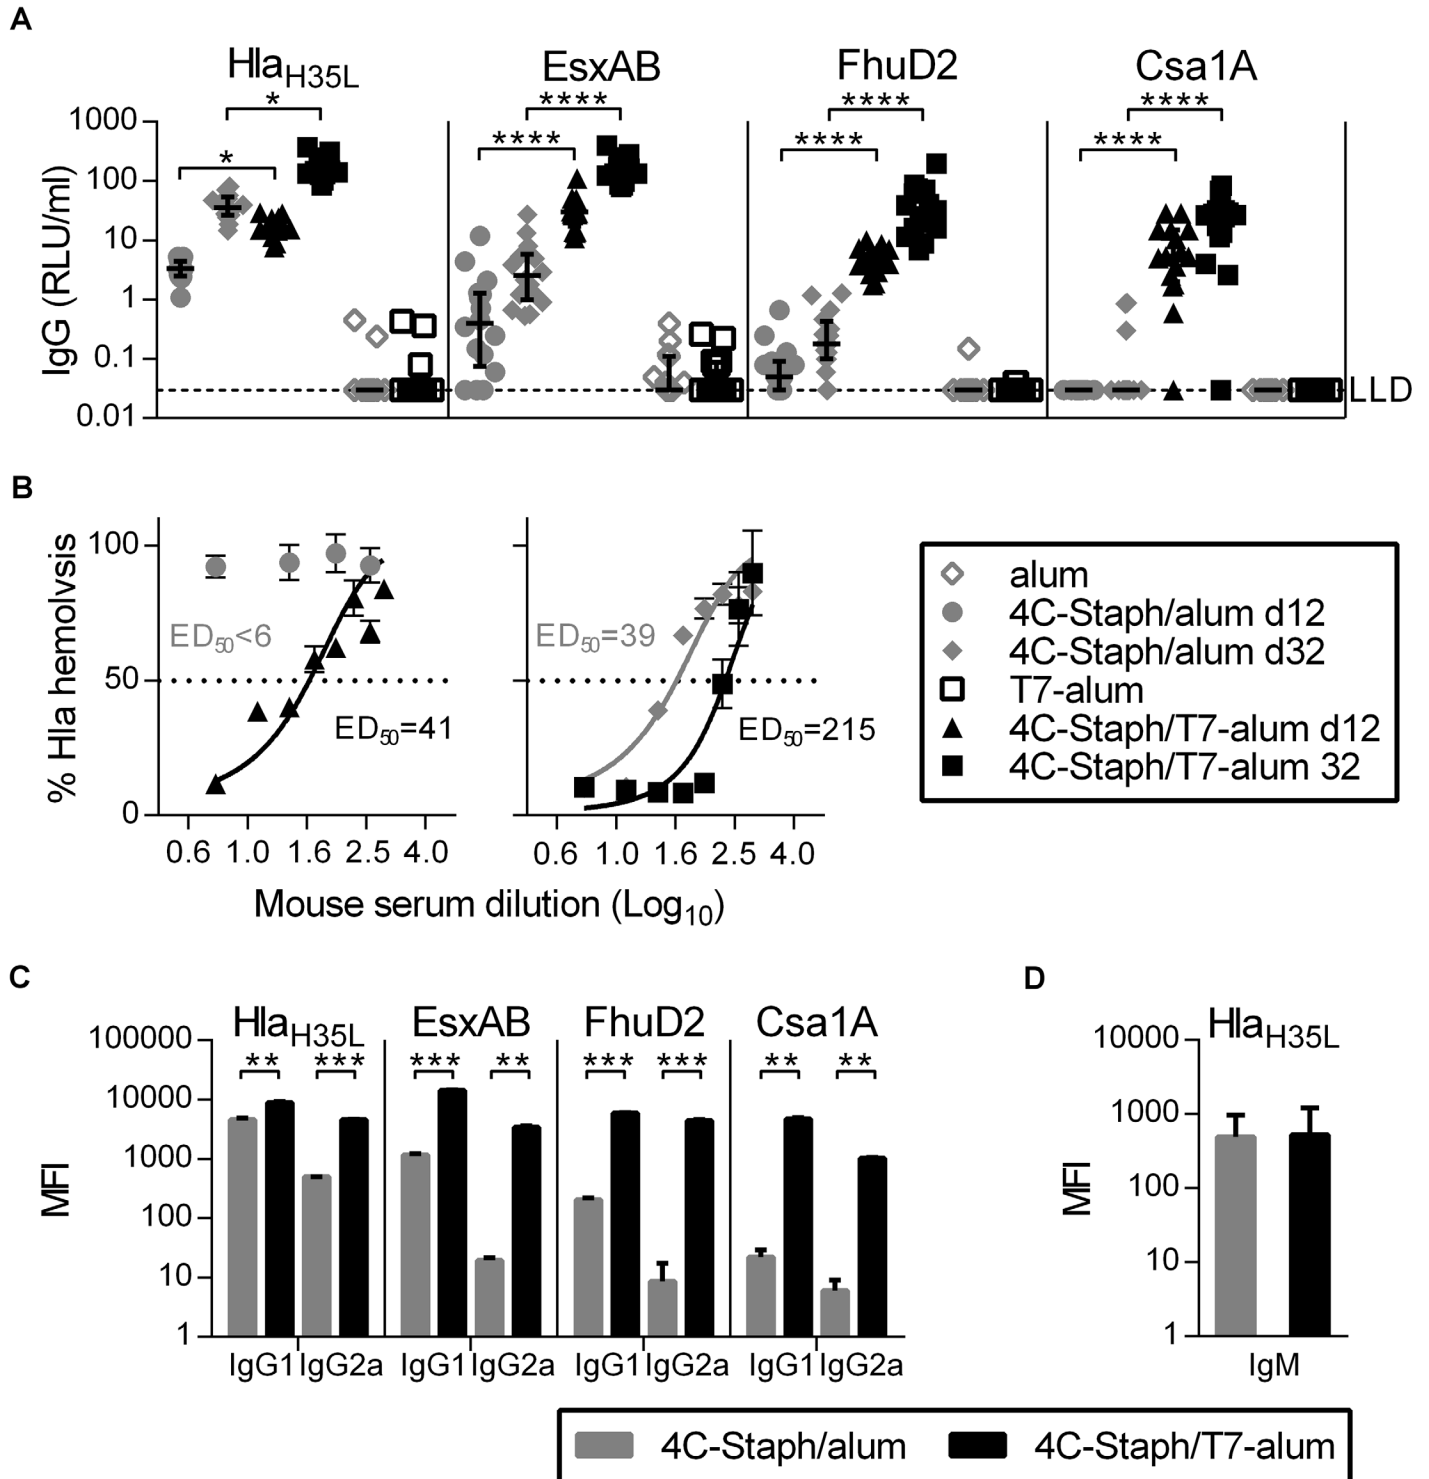 A
Hla H35L EsxAB FhuD2 Csa1A
* **** **** ****
* **** **** ****
IgG (RLU/ml)
1000
100
10
1
0.1
0.01
LLD
B
% Hla hemolvsis
100
50
0
ED50<6
ED50=41
ED50=39
ED50=215
0.6 1.0 1.6 2.5 4.0 0.6 1.0 1.6 2.5 4.0
Mouse serum dilution (Log10)
alum
4C-Staph/alum d12
4C-Staph/alum d32
T7-alum
4C-Staph/T7-alum d12
4C-Staph/T7-alum 32
C
Hla H35L EsxAB FhuD2 Csa1A
** *** *** ** *** *** ** **
MFI
100000
10000
1000
100
10
1
IgG1 IgG2a IgG1 IgG2a IgG1 IgG2a IgG1 IgG2a
D
Hla H35L
MFI
10000
1000
100
10
1
IgM
4C-Staph/alum 4C-Staph/T7-alum